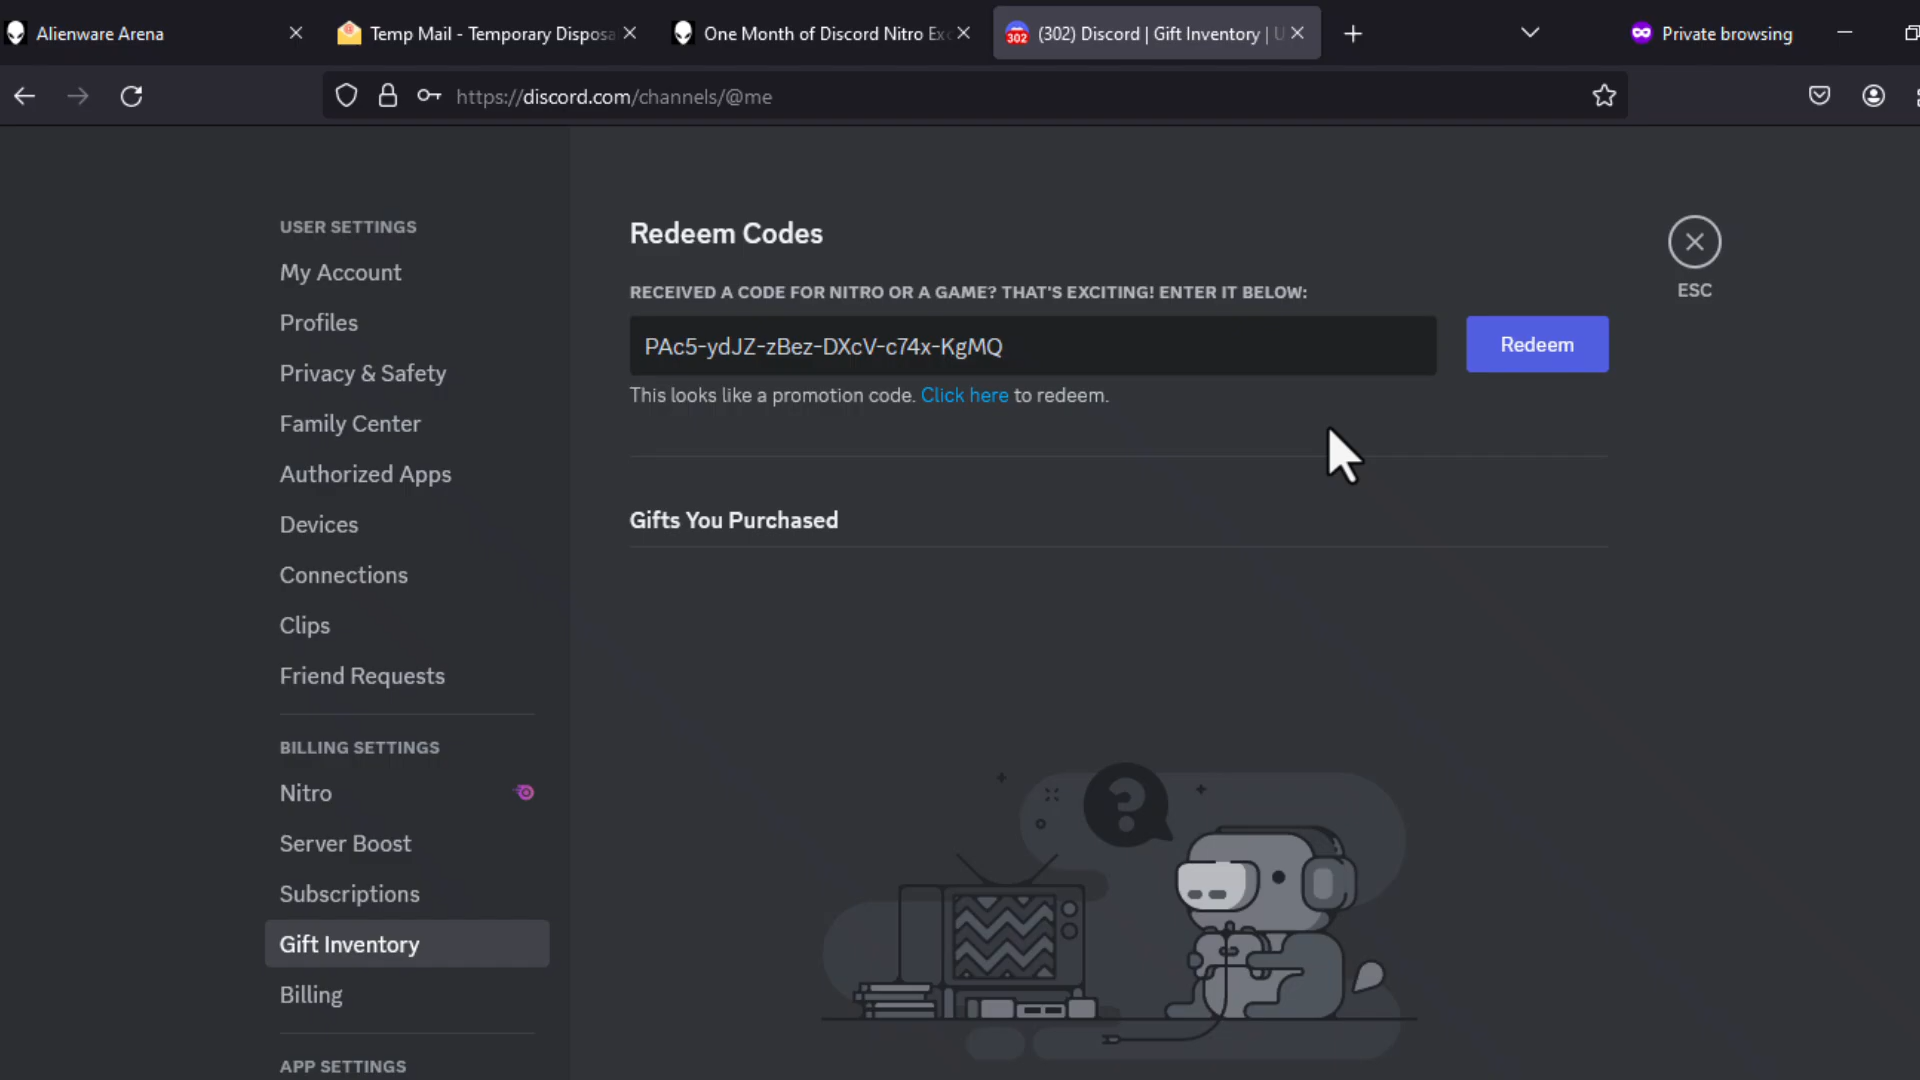 Alienware Arena
Temp Mail - Temporary Disposa
One Month of Discord Nitro Exc
302
(302) Discord | Gift Inventory | U
Private browsing
https://discord.com/channels/@me
USER SETTINGS
My Account
Profiles
Privacy & Safety
Family Center
Authorized Apps
Devices
Connections
Clips
Friend Requests
BILLING SETTINGS
Nitro
Server Boost
Subscriptions
Gift Inventory
Billing
APP SETTINGS
Redeem Codes
RECEIVED A CODE FOR NITRO OR A GAME? THAT'S EXCITING! ENTER IT BELOW:
PAc5-ydJZ-zBez-DXcV-c74x-KgMQ
Redeem
This looks like a promotion code. Click here to redeem.
ESC
Gifts You Purchased
?